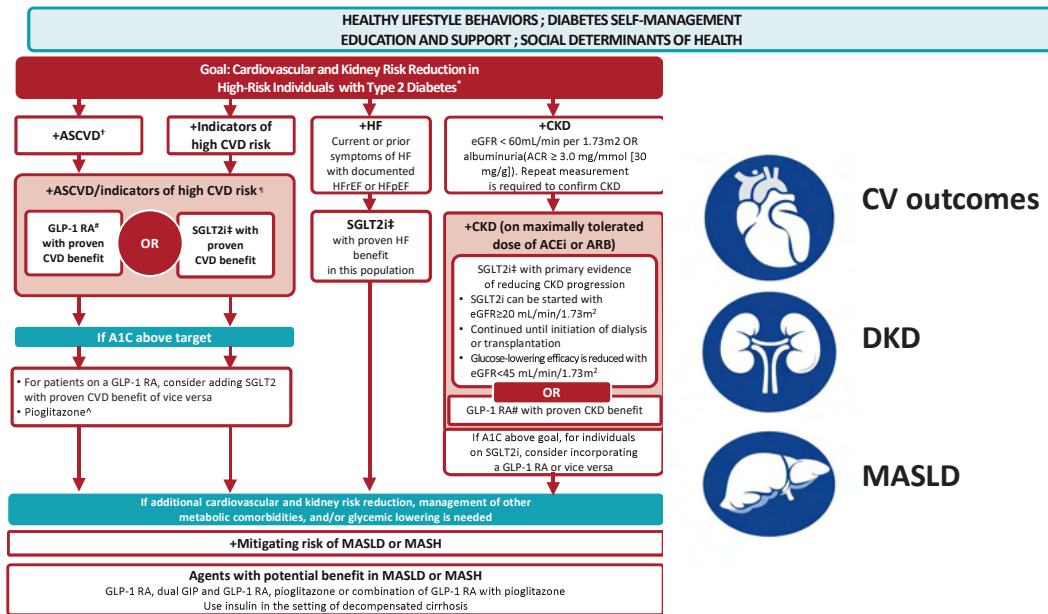 HEALTHY LIFESTYLE BEHAVIORS ; DIABETES SELF-MANAGEMENT
EDUCATION AND SUPPORT ; SOCIAL DETERMINANTS OF HEALTH
Goal: Cardiovascular and Kidney Risk Reduction in
High-Risk Individuals with Type 2 Diabetes*
+ASCVD†
+Indicators of
high CVD risk
+ASCVD/indicators of high CVD risk¶
GLP-1 RA#
with proven
CVD benefit
OR
SGLT2i‡ with
proven
CVD benefit
If A1C above target
• For patients on a GLP-1 RA, consider adding SGLT2
with proven CVD benefit of vice versa
• Pioglitazone^
+HF
Current or prior
symptoms of HF
with documented
HFrEF or HFpEF
SGLT2i‡
with proven HF
benefit
in this population
+CKD
eGFR < 60mL/min per 1.73m2 OR
albuminuria(ACR ≥ 3.0 mg/mmol [30
mg/g]). Repeat measurement
is required to confirm CKD
+CKD (on maximally tolerated
dose of ACEi or ARB)
SGLT2i‡ with primary evidence
of reducing CKD progression
• SGLT2i can be started with
eGFR≥20 mL/min/1.73m²
• Continued until initiation of dialysis
or transplantation
• Glucose-lowering efficacy is reduced with
eGFR<45 mL/min/1.73m²
OR
GLP-1 RA# with proven CKD benefit
If A1C above goal, for individuals
on SGLT2i, consider incorporating
a GLP-1 RA or vice versa
If additional cardiovascular and kidney risk reduction, management of other
metabolic comorbidities, and/or glycemic lowering is needed
+Mitigating risk of MASLD or MASH
Agents with potential benefit in MASLD or MASH
GLP-1 RA, dual GIP and GLP-1 RA, pioglitazone or combination of GLP-1 RA with pioglitazone
Use insulin in the setting of decompensated cirrhosis
CV outcomes
DKD
MASLD